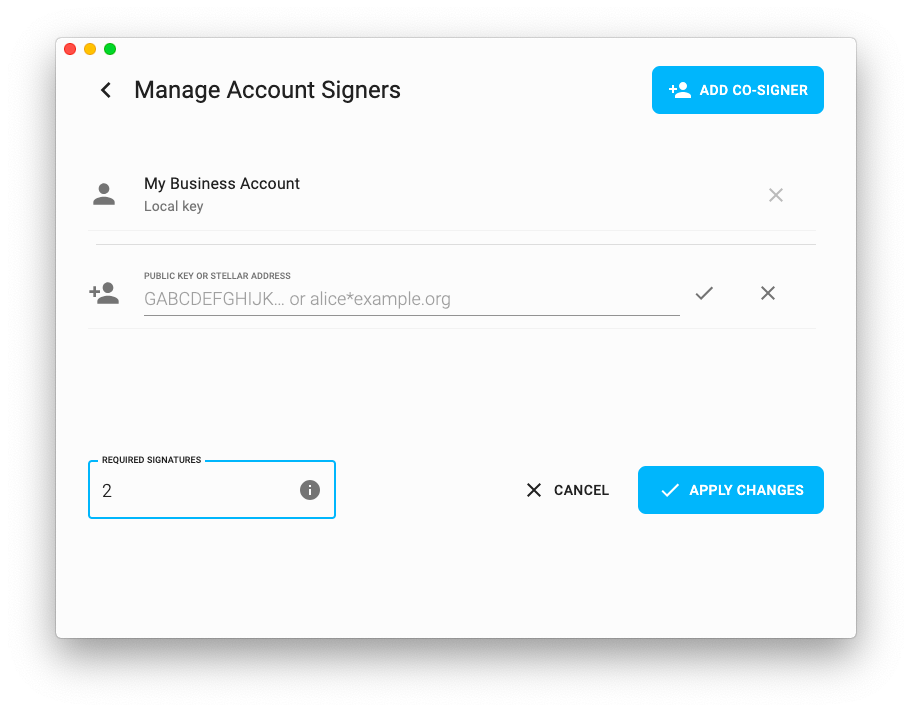 Manage Account Signers
ADD CO-SIGNER
My Business Account
Local key
PUBLIC KEY OR STELLAR ADDRESS
GABCDEFGHIJK... or alice*example.org
REQUIRED SIGNATURES
2
CANCEL
APPLY CHANGES